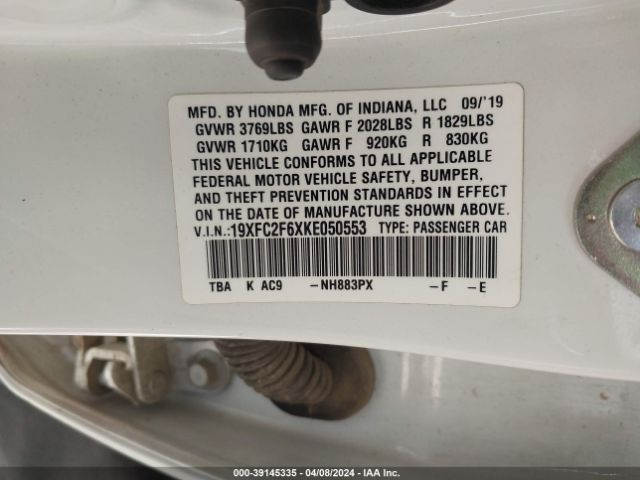 MFD. BY HONDA MFG. OF INDIANA, LLC 09/'19
GVWR 3769LBS GAWR F 2028LBS R 1829LBS
GVWR 1710KG GAWR F 920KG R 830KG
THIS VEHICLE CONFORMS TO ALL APPLICABLE
FEDERAL MOTOR VEHICLE SAFETY, BUMPER,
AND THEFT PREVENTION STANDARDS IN EFFECT
ON THE DATE OF MANUFACTURE SHOWN ABOVE.
V.I.N.:19XFC2F6XKE050553 TYPE: PASSENGER CAR
TBA K AC9 -NH883PX -F -E
000-39145335 - 04/08/2024 - IAA Inc.